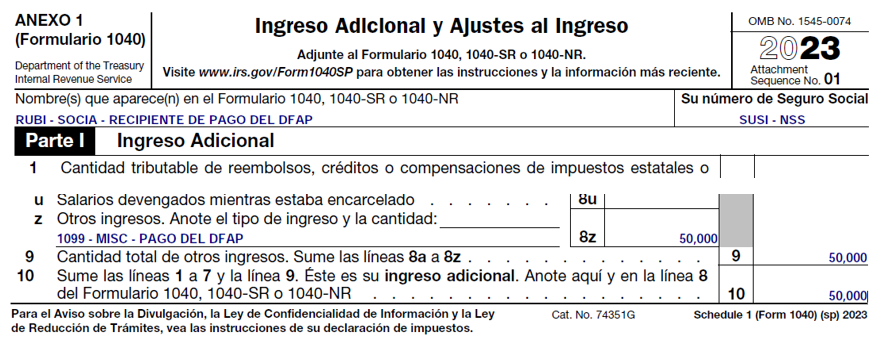 ANEXO 1
(Formulario 1040)
Department of the Treasury
Internal Revenue Service
Ingreso Adicional y Ajustes al Ingreso
Adjunte al Formulario 1040, 1040-SR o 1040-NR.
Visite www.irs.gov/Form1040SP para obtener las instrucciones y la información más reciente.
OMB No. 1545-0074
2023
Attachment
Sequence No. 01
Nombre(s) que aparece(n) en el Formulario 1040, 1040-SR o 1040-NR
Su número de Seguro Social
RUBI - SOCIA - RECIPIENTE DE PAGO DEL DFAP
SUSI - NSS
Parte I Ingreso Adicional
1 Cantidad tributable de reembolsos, créditos o compensaciones de impuestos estatales o
u Salarios devengados mientras estaba encarcelado . . . . . . . 8u
z Otros ingresos. Anote el tipo de ingreso y la cantidad:
1099 - MISC - PAGO DEL DFAP 8z 50,000
9 Cantidad total de otros ingresos. Sume las líneas 8a a 8z . . . . . . . . . . . . . 9 50,000
10 Sume las líneas 1 a 7 y la línea 9. Éste es su ingreso adicional. Anote aquí y en la línea 8
del Formulario 1040, 1040-SR o 1040-NR . . . . . . . . . . . . . . . . . . 10 50,000
Para el Aviso sobre la Divulgación, la Ley de Confidencialidad de Información y la Ley
de Reducción de Trámites, vea las instrucciones de su declaración de impuestos.
Cat. No. 74351G
Schedule 1 (Form 1040) (sp) 2023